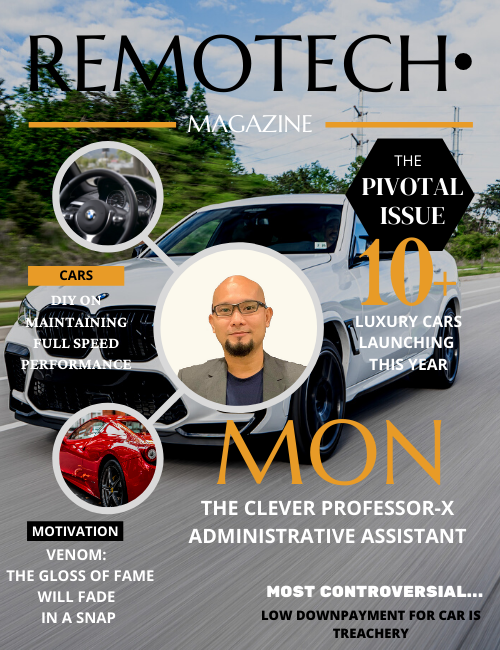 REMOTECH•
MAGAZINE
THE
PIVOTAL
ISSUE
10+
LUXURY CARS
LAUNCHING
THIS YEAR
CARS
DIY ON
MAINTAINING
FULL SPEED
PERFORMANCE
MON
THE CLEVER PROFESSOR-X
ADMINISTRATIVE ASSISTANT
MOTIVATION
VENOM:
THE GLOSS OF FAME
WILL FADE
IN A SNAP
MOST CONTROVERSIAL...
LOW DOWNPAYMENT FOR CAR IS
TREACHERY